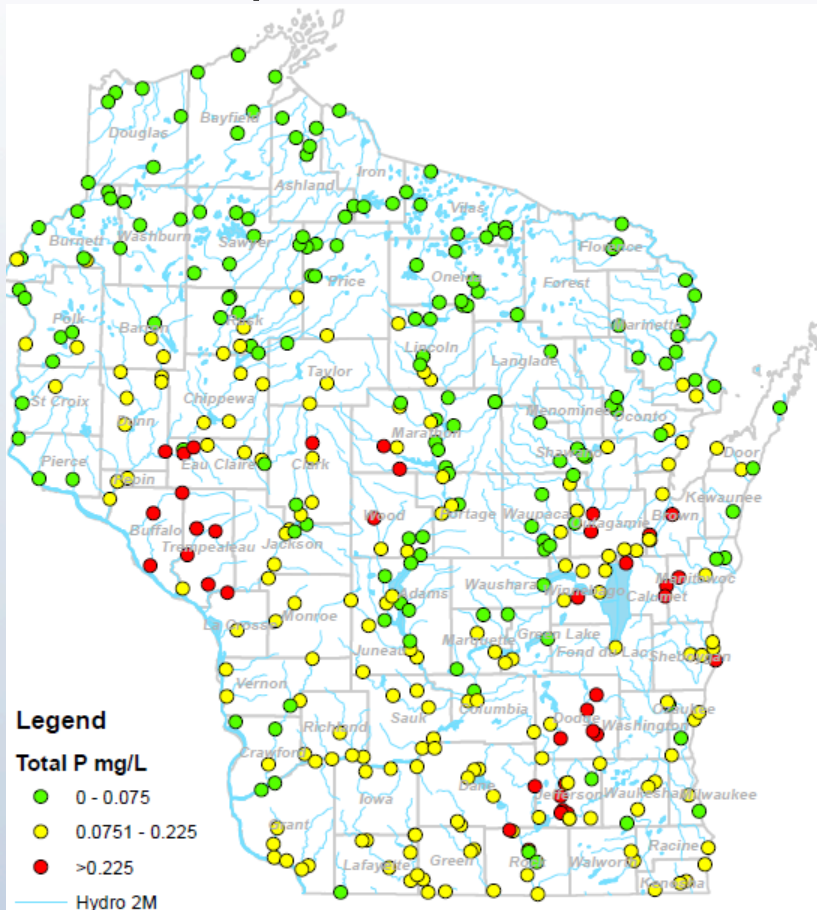 Douglas
Bayfield
Ashland
Iron
Vilas
Burnett
Washburn
Sawyer
Florence
Price
Oneida
Forest
Polk
Barron
Rusk
Marinette
Lincoln
Langlade
Taylor
St Croix
Chippewa
Menominee
Oconto
Dunn
Marathon
Pierce
Eau Claire
Clark
Shawano
Door
Pepin
Kewaunee
Buffalo
Wood
Portage
Waupaca
Outagamie
Brown
Trempealeau
Jackson
Waushara
Winnebago
Calumet
Manitowoc
Adams
La Crosse
Monroe
Juneau
Marquette
Green Lake
Fond du Lac
Sheboygan
Vernon
Richland
Sauk
Columbia
Dodge
Washington
Ozaukee
Crawford
Iowa
Dane
Jefferson
Waukesha
Milwaukee
Grant
Lafayette
Green
Rock
Walworth
Racine
Kenosha
Legend
Total P mg/L
0 - 0.075
0.0751 - 0.225
>0.225
Hydro 2M